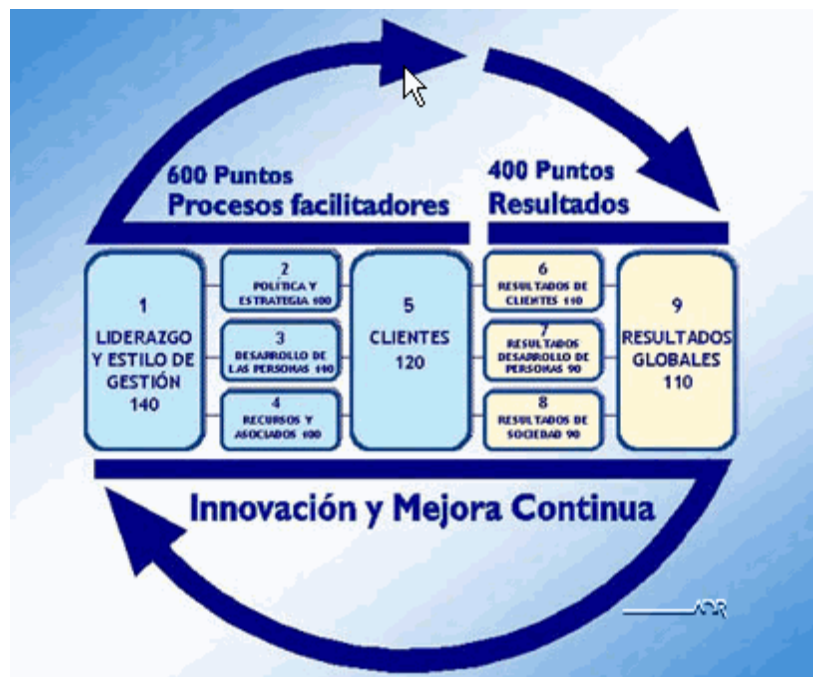 600 Puntos
Procesos facilitadores
400 Puntos
Resultados
1
LIDERAZGO
Y ESTILO DE
GESTIÓN
140
2
POLÍTICA Y
ESTRATEGIA 100
3
DESARROLLO DE
LAS PERSONAS 140
4
RECURSOS Y
ASOCIADOS 100
5
CLIENTES
120
6
RESULTADOS DE
CLIENTES 110
7
RESULTADOS
DESARROLLO DE
PERSONAS 90
8
RESULTADOS DE
SOCIEDAD 90
9
RESULTADOS
GLOBALES
110
Innovación y Mejora Continua